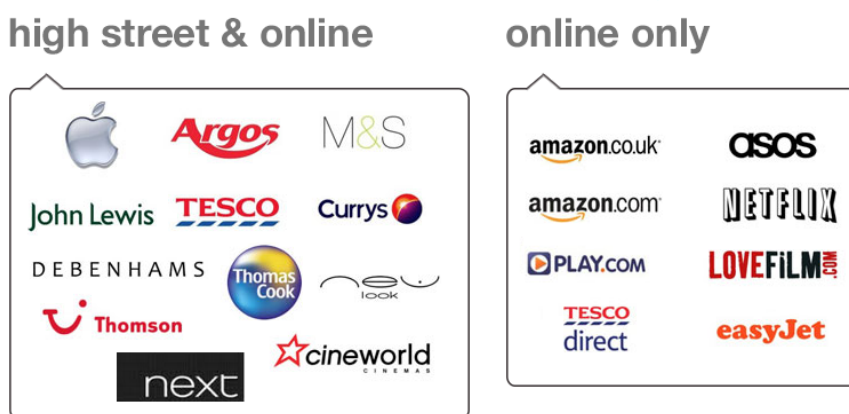 high street & online
Argos
M&S
John Lewis
TESCO
Currys
DEBENHAMS
Thomas
Cook
new
look
Thomson
next
cineworld
CINEMAS
online only
amazon.co.uk
asos
amazon.com
NETFLIX
PLAY.COM
LOVEFiLM.COM
TESCO
direct
easyJet